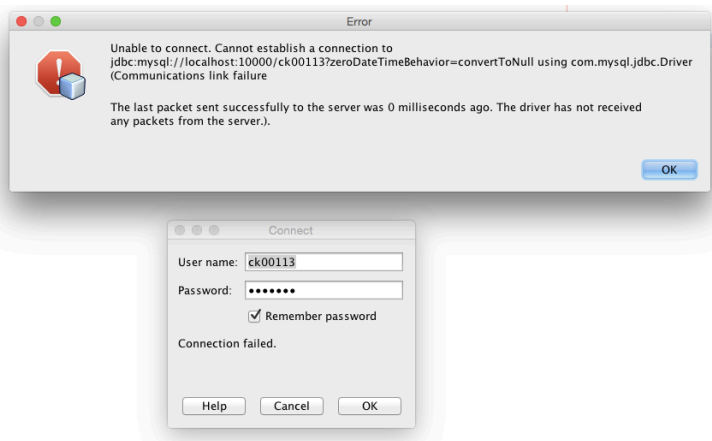 Error
Unable to connect. Cannot establish a connection to
jdbc:mysql://localhost:10000/ck00113?zeroDateTimeBehavior=convertToNull using com.mysql.jdbc.Driver
(Communications link failure
The last packet sent successfully to the server was 0 milliseconds ago. The driver has not received
any packets from the server.).
OK
Connect
User name: ck00113
Password: •••••••
Remember password
Connection failed.
Help Cancel OK